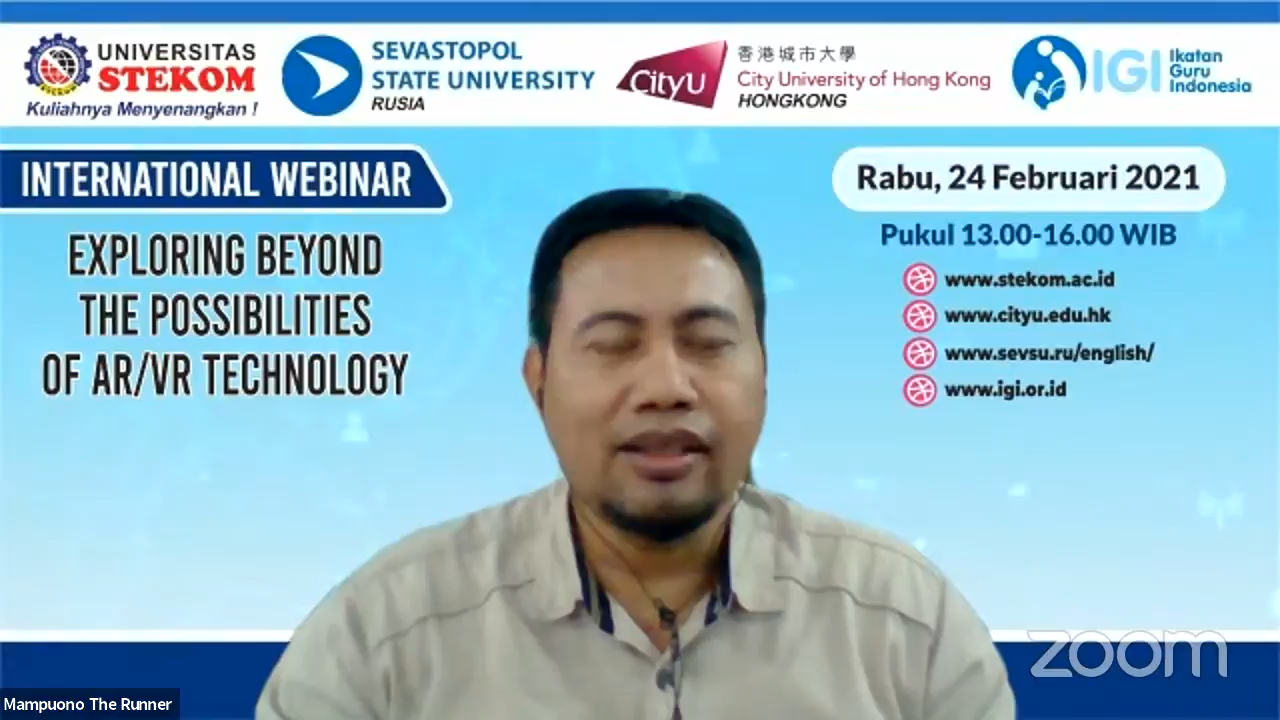 UNIVERSITAS
STEKOM
Kuliahnya Menyenangkan !
SEVASTOPOL
STATE UNIVERSITY
RUSIA
CityU
香港城市大學
City University of Hong Kong
HONGKONG
IGI
Ikatan
Guru
Indonesia
INTERNATIONAL WEBINAR
EXPLORING BEYOND
THE POSSIBILITIES
OF AR/VR TECHNOLOGY
Rabu, 24 Februari 2021
Pukul 13.00-16.00 WIB
www.stekom.ac.id
www.cityu.edu.hk
www.sevsu.ru/english/
www.igi.or.id
zoom
Mampuono The Runner